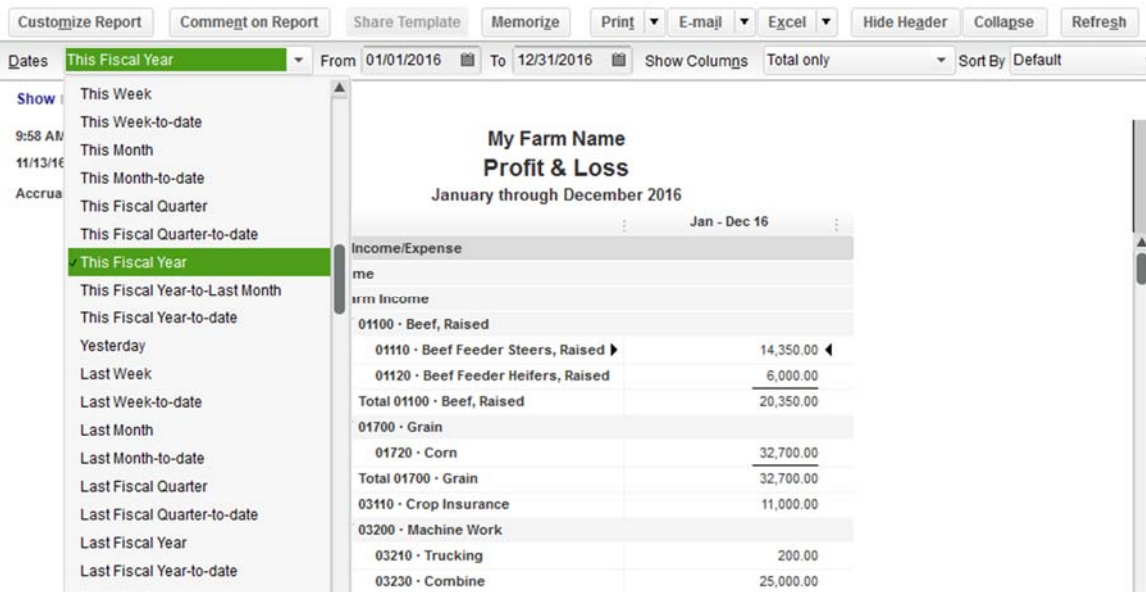 Customize Report Comment on Report Share Template Memorize Print E-mail Excel Hide Header Collapse Refresh
Dates This Fiscal Year From 01/01/2016 To 12/31/2016 Show Columns Total only Sort By Default
Show
9:58 AM
11/13/16
Accrua
This Week
This Week-to-date
This Month
This Month-to-date
This Fiscal Quarter
This Fiscal Quarter-to-date
✓ This Fiscal Year
This Fiscal Year-to-Last Month
This Fiscal Year-to-date
Yesterday
Last Week
Last Week-to-date
Last Month
Last Month-to-date
Last Fiscal Quarter
Last Fiscal Quarter-to-date
Last Fiscal Year
Last Fiscal Year-to-date
My Farm Name
Profit & Loss
January through December 2016
Jan - Dec 16
Income/Expense
me
arm Income
01100 · Beef, Raised
01110 · Beef Feeder Steers, Raised 14,350.00
01120 · Beef Feeder Heifers, Raised 6,000.00
Total 01100 · Beef, Raised 20,350.00
01700 · Grain
01720 · Corn 32,700.00
Total 01700 · Grain 32,700.00
03110 · Crop Insurance 11,000.00
03200 · Machine Work
03210 · Trucking 200.00
03230 · Combine 25,000.00